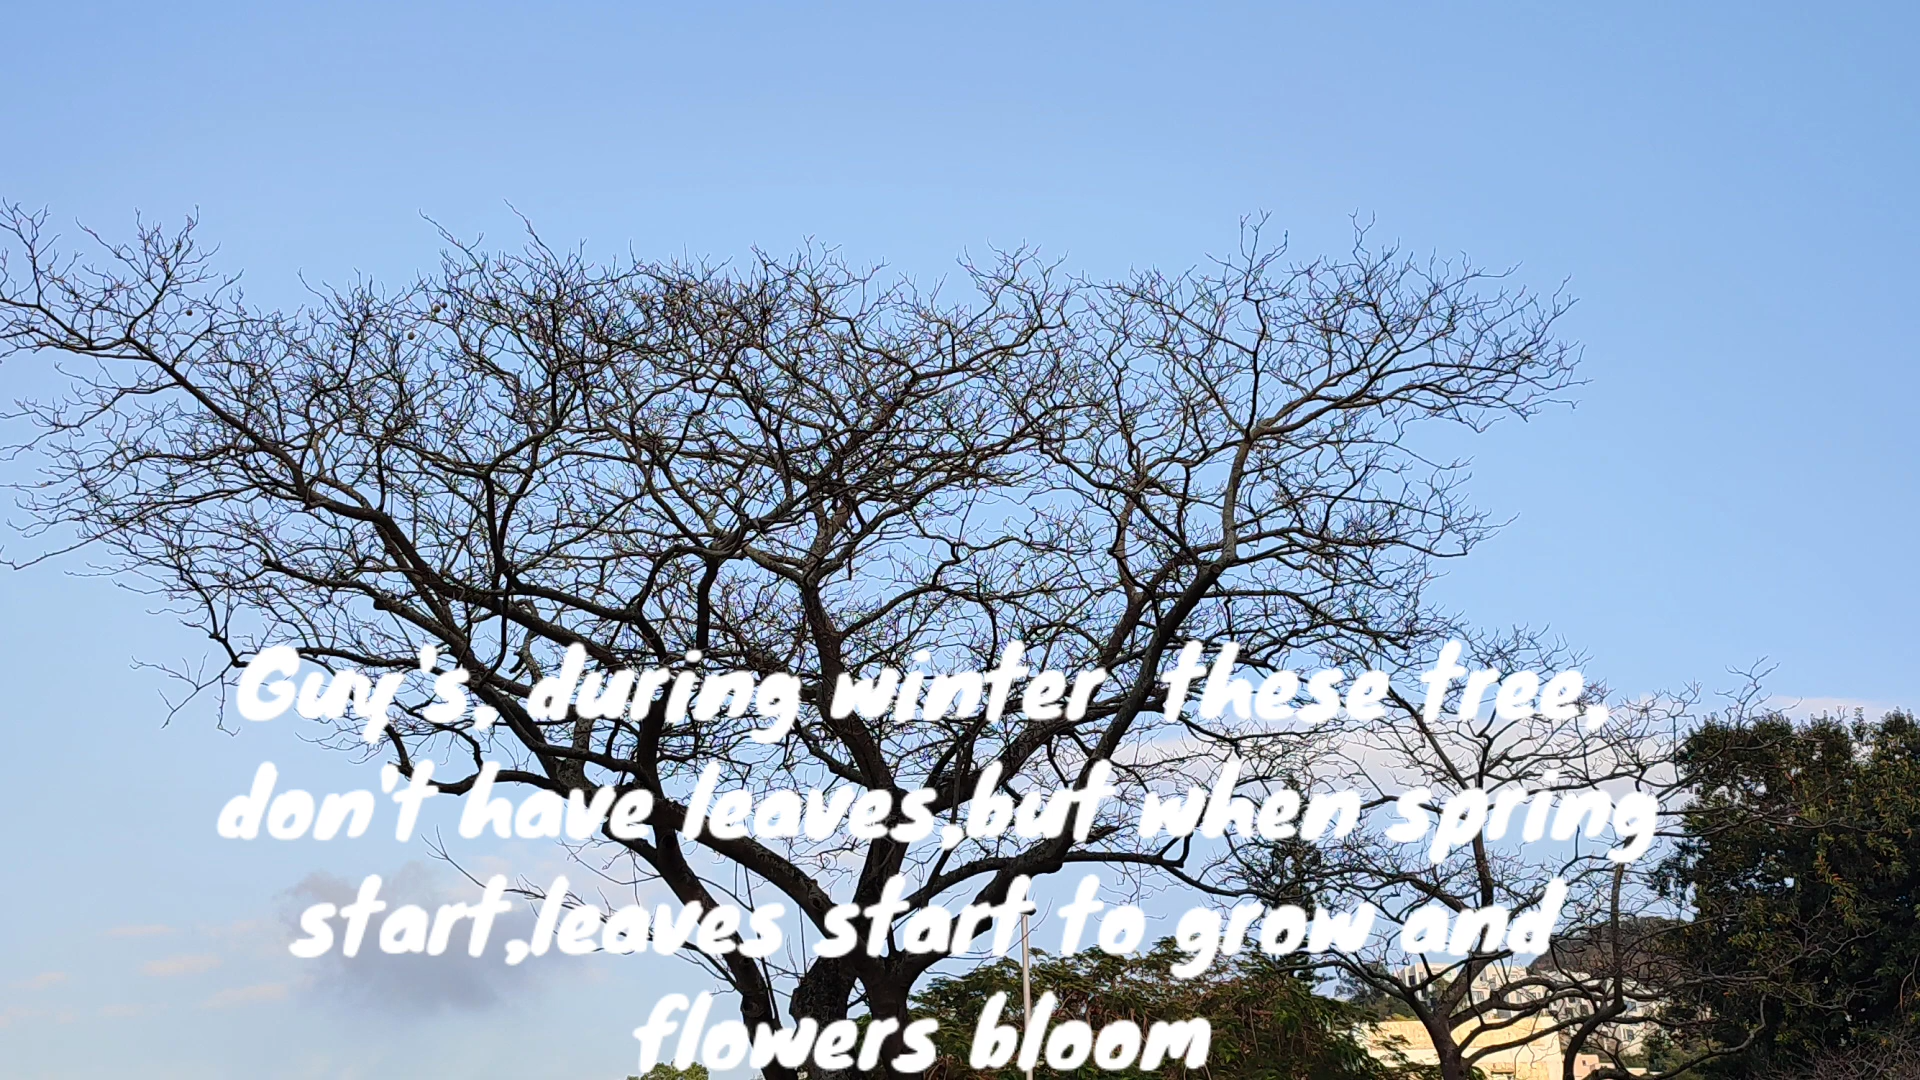 Guy's, during winter these tree,
don't have leaves,but when spring
start,leaves start to grow and
flowers bloom